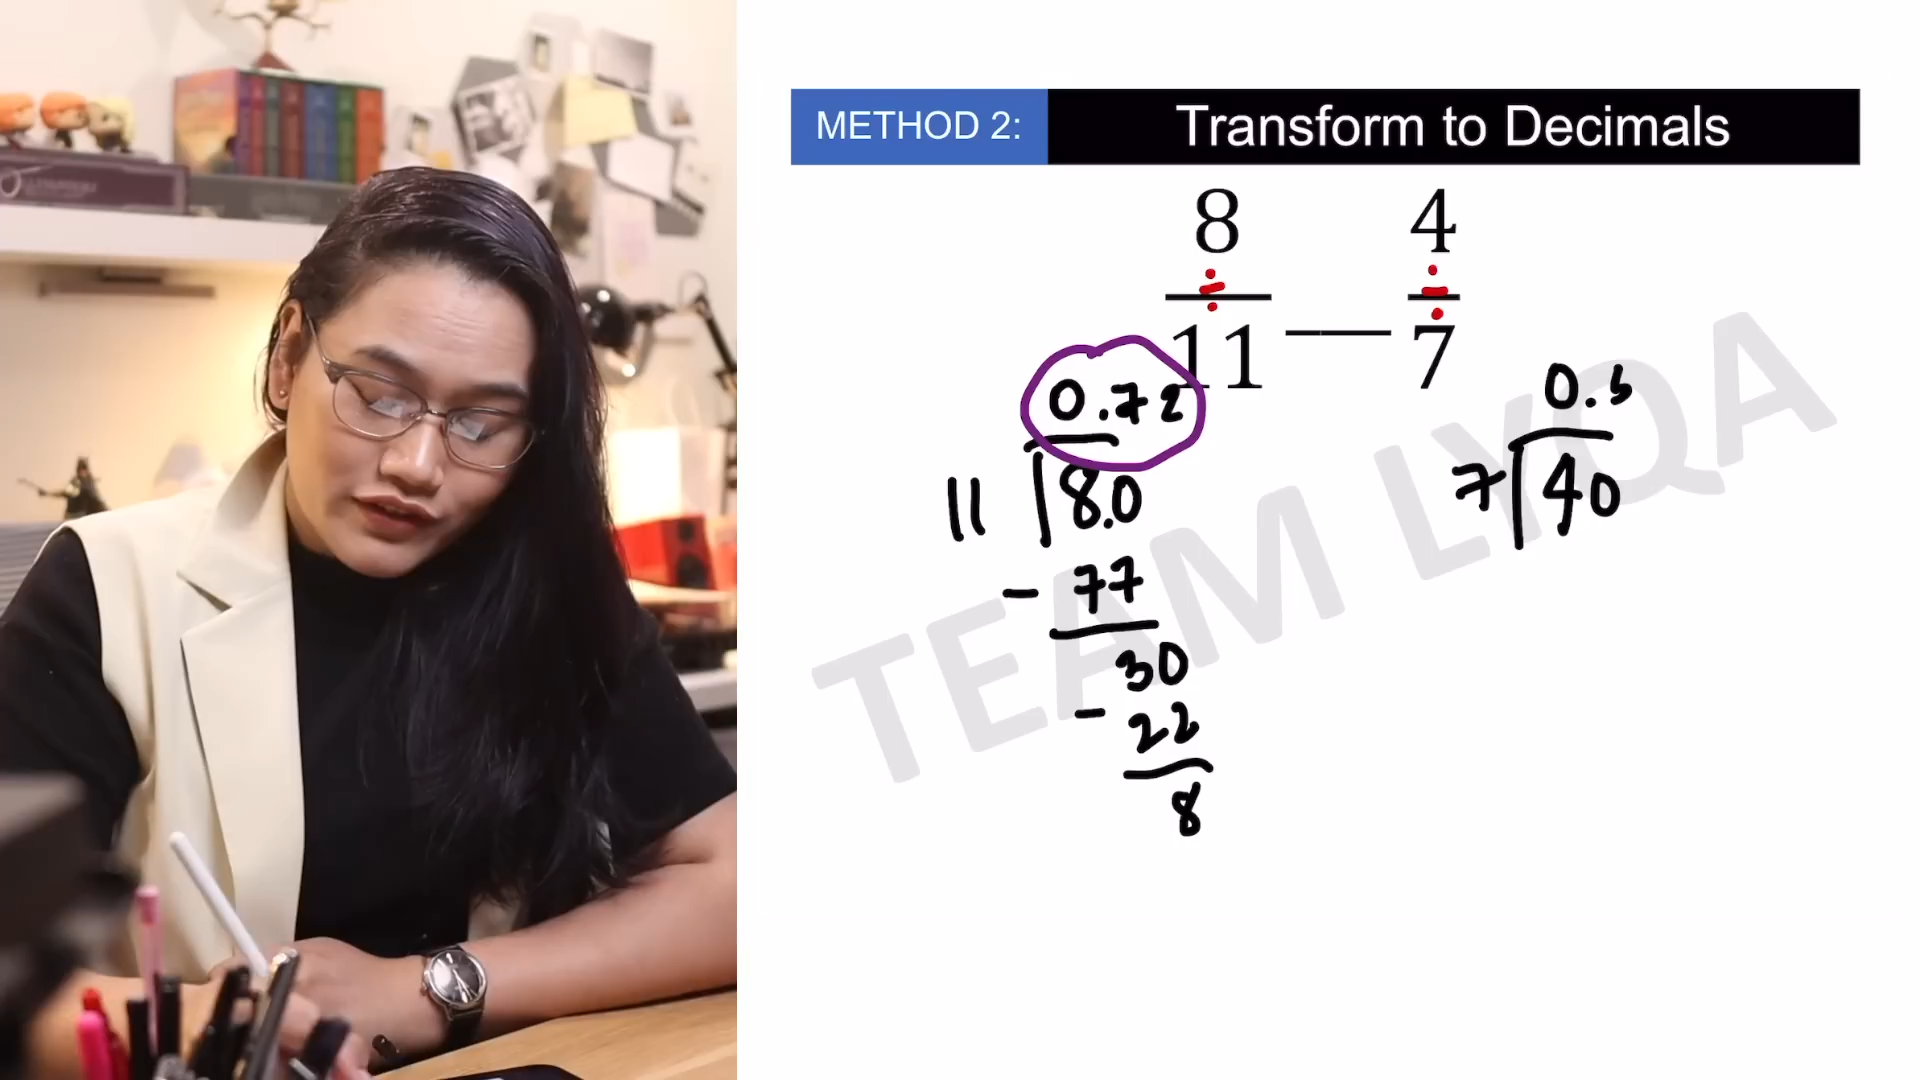 METHOD 2: Transform to Decimals
8 4
÷ ÷
11 — 7
0.72 0.5
11 8.0 7 40
- 77
30
- 22
8
TEAM LYQA